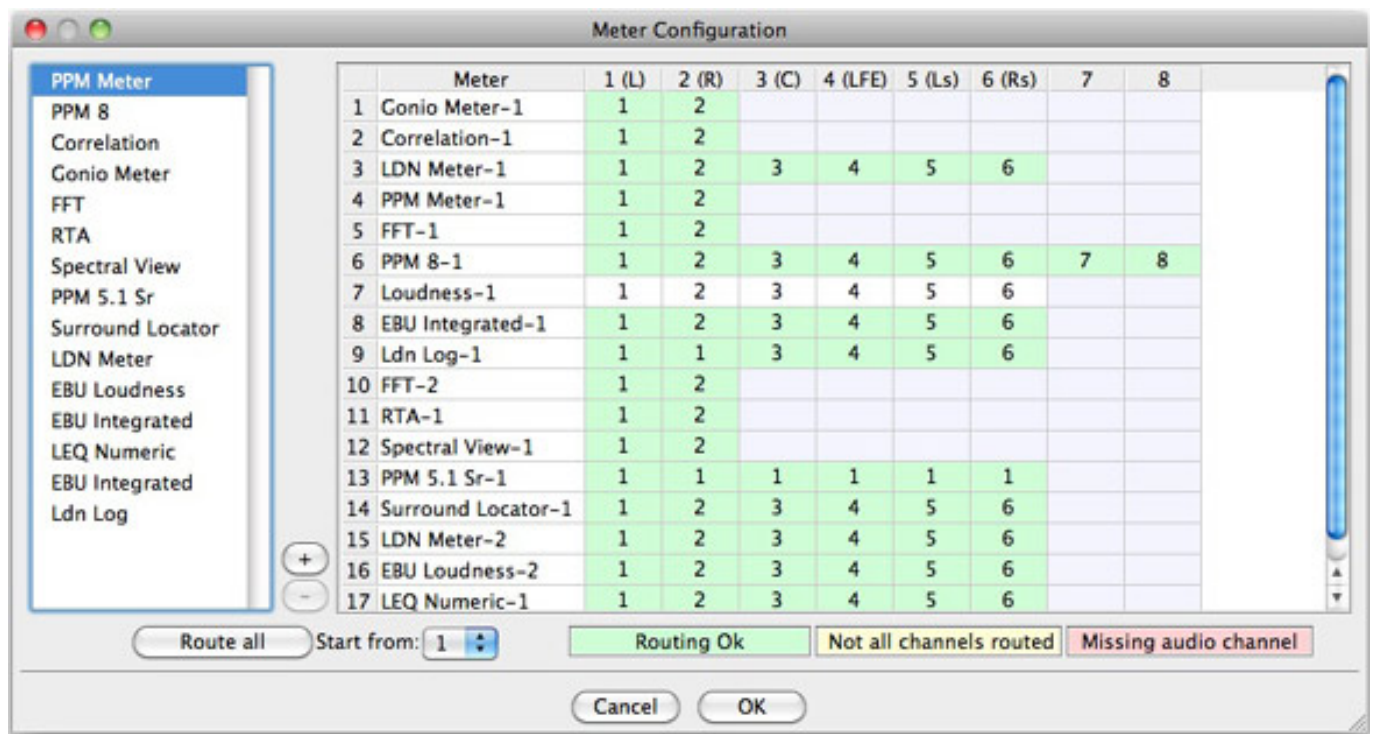 Meter Configuration
PPM Meter
PPM 8
Correlation
Gonio Meter
FFT
RTA
Spectral View
PPM 5.1 Sr
Surround Locator
LDN Meter
EBU Loudness
EBU Integrated
LEQ Numeric
EBU Integrated
Ldn Log
+
-
Meter 1 (L) 2 (R) 3 (C) 4 (LFE) 5 (Ls) 6 (Rs) 7 8
1 Gonio Meter-1 1 2
2 Correlation-1 1 2
3 LDN Meter-1 1 2 3 4 5 6
4 PPM Meter-1 1 2
5 FFT-1 1 2
6 PPM 8-1 1 2 3 4 5 6 7 8
7 Loudness-1 1 2 3 4 5 6
8 EBU Integrated-1 1 2 3 4 5 6
9 Ldn Log-1 1 1 3 4 5 6
10 FFT-2 1 2
11 RTA-1 1 2
12 Spectral View-1 1 2
13 PPM 5.1 Sr-1 1 1 1 1 1 1
14 Surround Locator-1 1 2 3 4 5 6
15 LDN Meter-2 1 2 3 4 5 6
16 EBU Loudness-2 1 2 3 4 5 6
17 LEQ Numeric-1 1 2 3 4 5 6
Route all Start from: 1 Routing Ok Not all channels routed Missing audio channel
Cancel OK